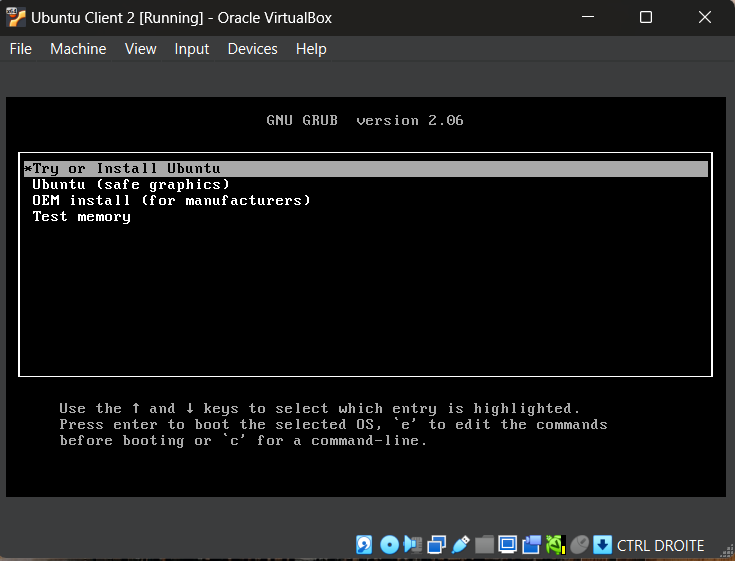 Ubuntu Client 2 [Running] - Oracle VirtualBox
File Machine View Input Devices Help
GNU GRUB version 2.06
*Try or Install Ubuntu
Ubuntu (safe graphics)
OEM install (for manufacturers)
Test memory
Use the ↑ and ↓ keys to select which entry is highlighted.
Press enter to boot the selected OS, `e' to edit the commands
before booting or `c' for a command-line.
CTRL DROITE